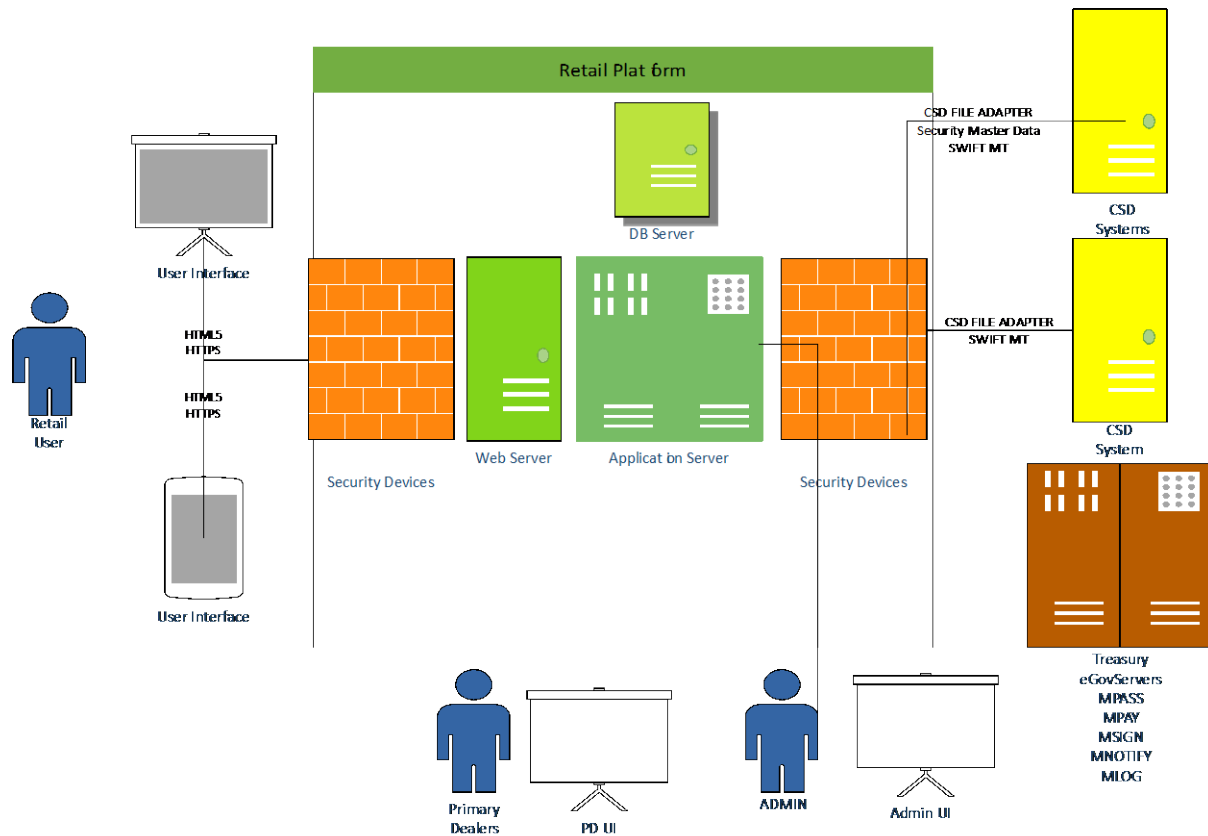 Retail Plat form
CSD FILE ADAPTER
Security Master Data
SWIFT MT
CSD
Systems
DB Server
User Interface
HTML5
HTTPS
HTML5
HTTPS
Retail
User
CSD FILE ADAPTER
SWIFT MT
CSD
System
Web Server
Application Server
Security Devices
Security Devices
User Interface
Treasury
eGovServers
MPASS
MPAY
MSIGN
MNOTIFY
MLOG
Primary
Dealers
PD UI
ADMIN
Admin UI